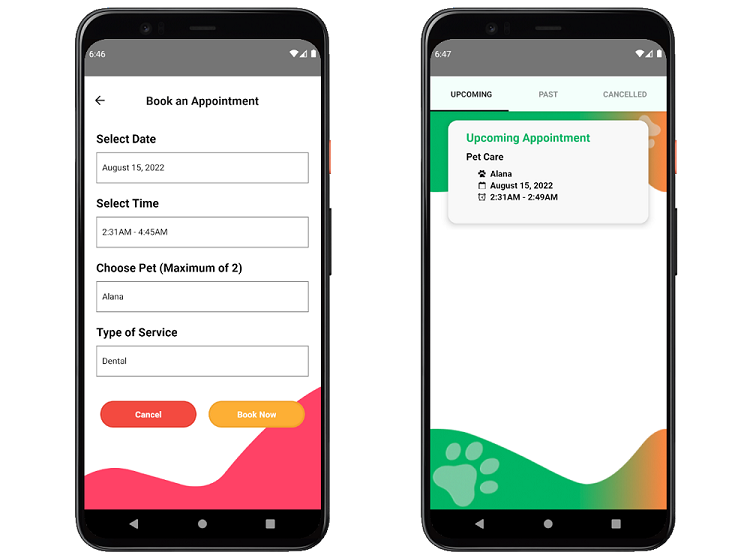 6:46
Book an Appointment
Select Date
August 15, 2022
Select Time
2:31AM - 4:45AM
Choose Pet (Maximum of 2)
Alana
Type of Service
Dental
Cancel
Book Now
6:47
UPCOMING PAST CANCELLED
Upcoming Appointment
Pet Care
Alana
August 15, 2022
2:31AM - 2:49AM